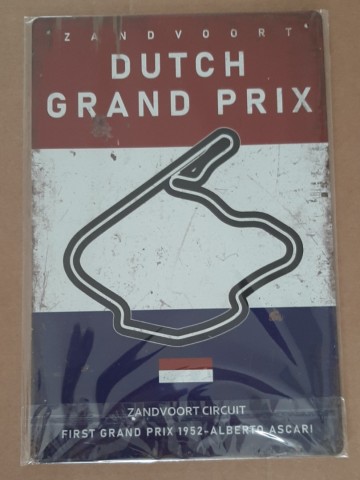 "ZANDVOORT"
DUTCH
GRAND PRIX
ZANDVOORT CIRCUIT
FIRST GRAND PRIX 1952-ALBERTO ASCARI